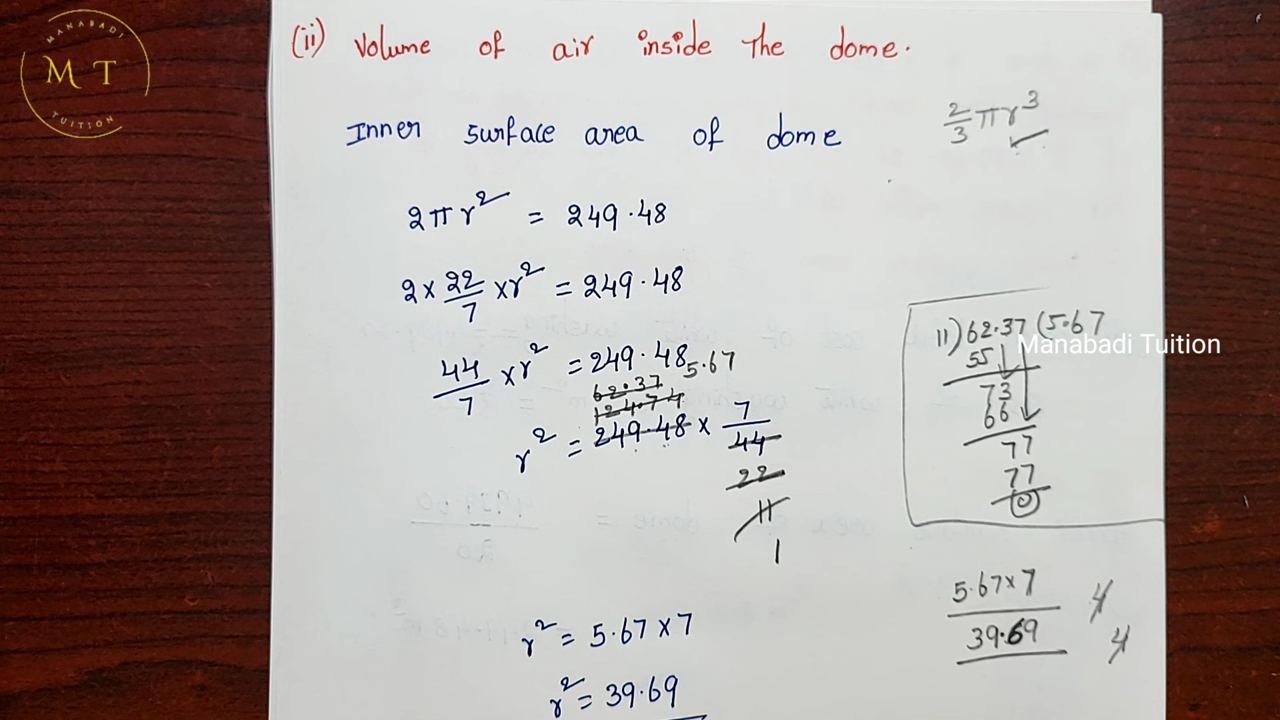 MANABADI
M T
TUITION
(ii) Volume of air inside The dome.
Inner Surface area of dome
2/3 πr³
2πr² = 249.48
2 × 22/7 × r² = 249.48
44/7 × r² = 249.48
5.67
62.37
124.74
r² = 249.48 × 7/44
22
11
1
r² = 5.67 × 7
r² = 39.69
11) 62.37 (5.67
55
73
66
77
77
0
Manabadi Tuition
5.67 × 7
39.69